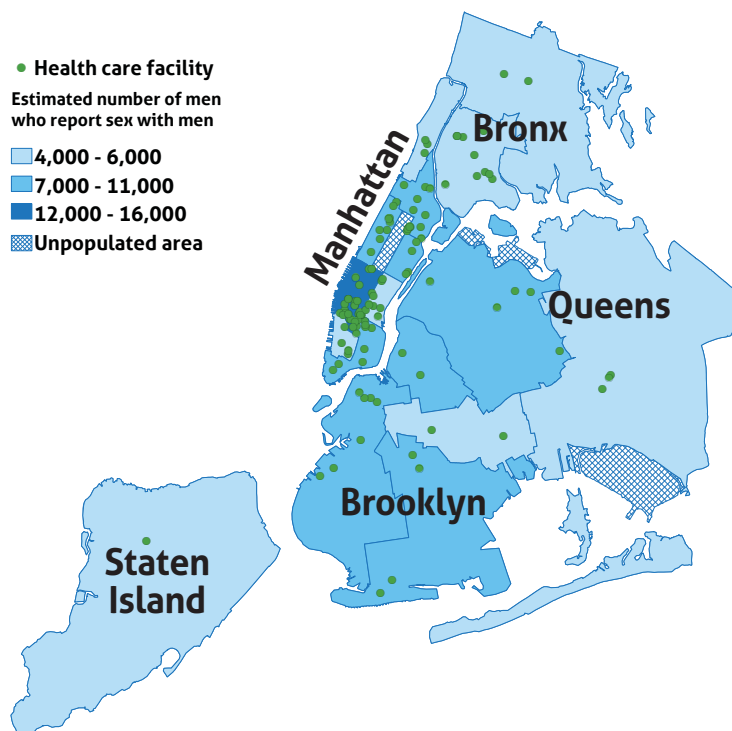 Health care facility
Estimated number of men
who report sex with men
4,000 - 6,000
7,000 - 11,000
12,000 - 16,000
Unpopulated area
Manhattan
Bronx
Queens
Brooklyn
Staten
Island